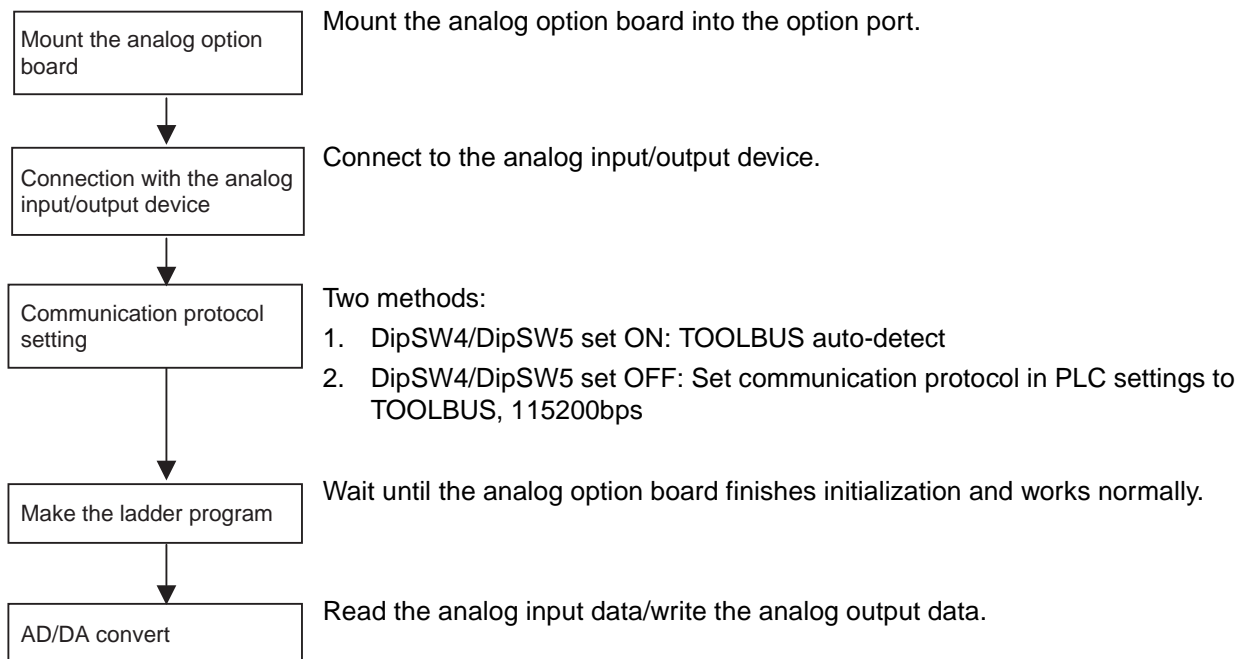 Mount the analog option
board
Mount the analog option board into the option port.
Connection with the analog
input/output device
Connect to the analog input/output device.
Communication protocol
setting
Two methods:
1. DipSW4/DipSW5 set ON: TOOLBUS auto-detect
2. DipSW4/DipSW5 set OFF: Set communication protocol in PLC settings to
TOOLBUS, 115200bps
Make the ladder program
Wait until the analog option board finishes initialization and works normally.
AD/DA convert
Read the analog input data/write the analog output data.